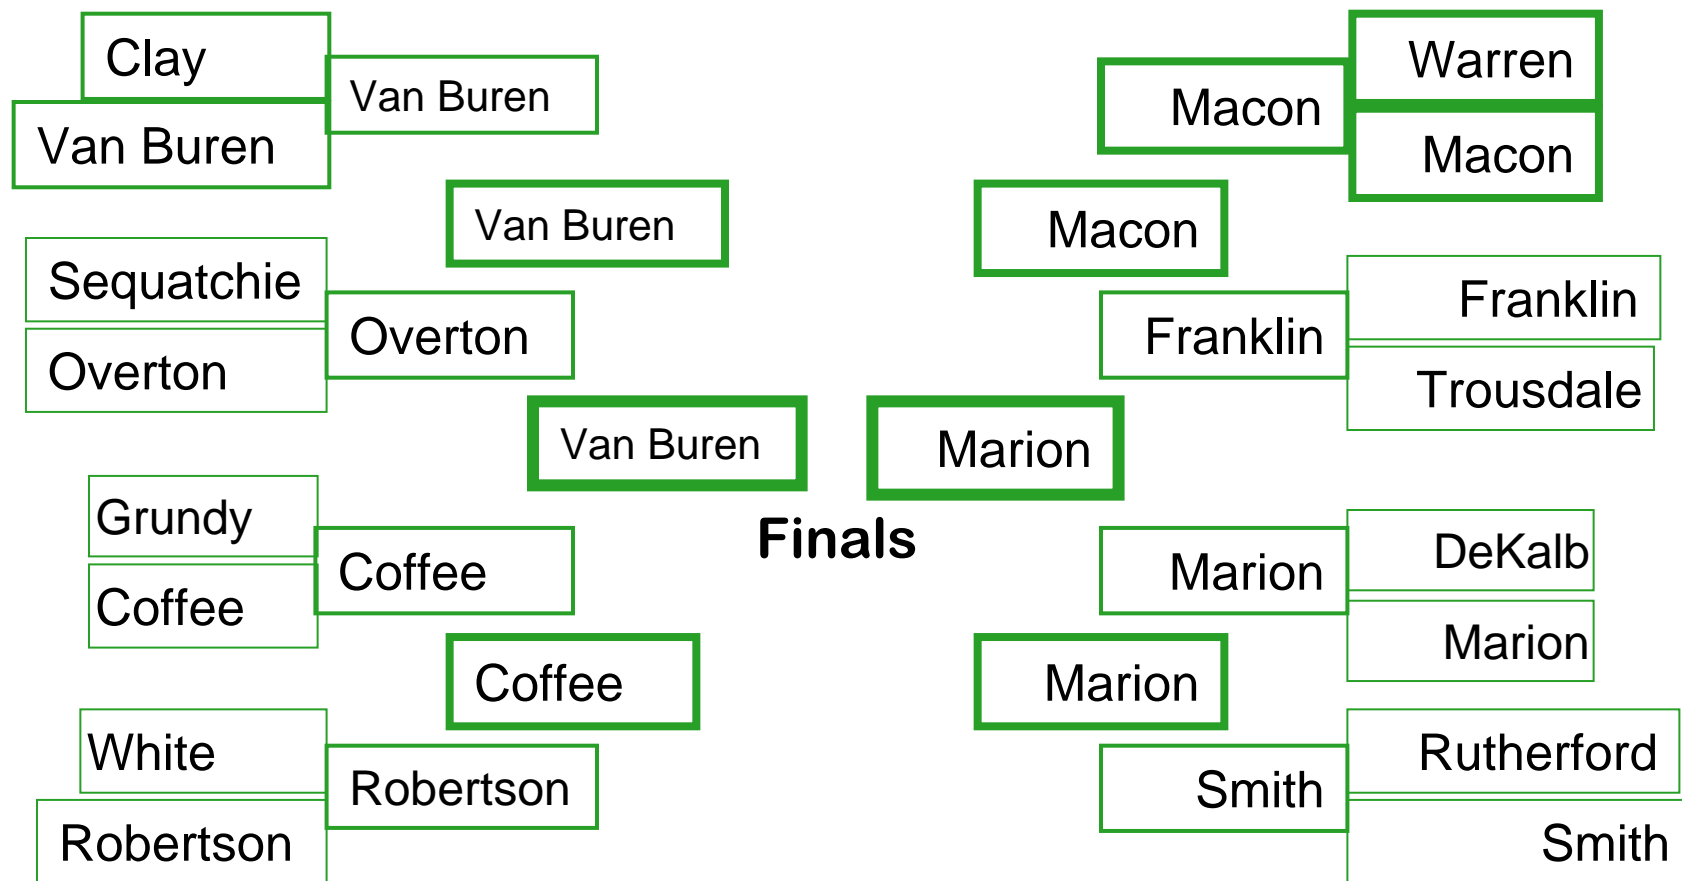 Clay
Van Buren
Van Buren
Van Buren
Sequatchie
Overton
Overton
Van Buren
Grundy
Coffee
Coffee
Coffee
White
Robertson
Robertson
Finals
Warren
Macon
Macon
Macon
Franklin
Franklin
Trousdale
Marion
DeKalb
Marion
Marion
Marion
Rutherford
Smith
Smith